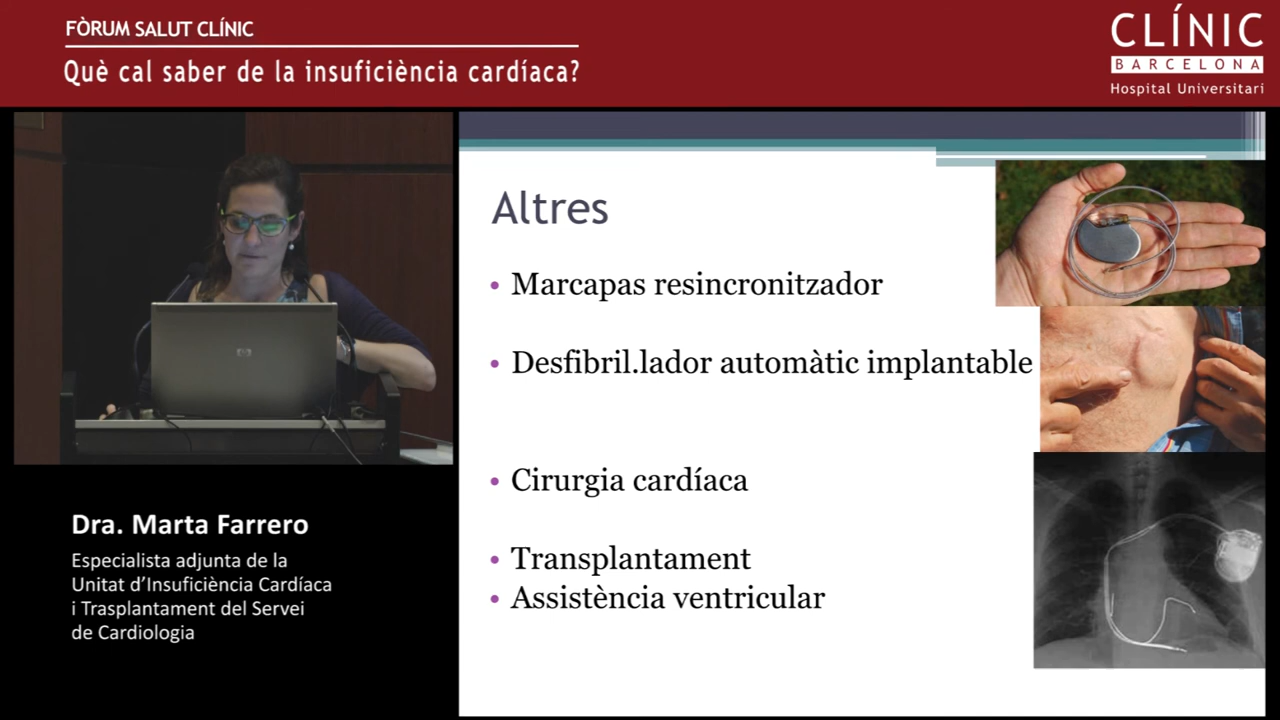 FÒRUM SALUT CLÍNIC
Què cal saber de la insuficiència cardíaca?
CLÍNIC
BARCELONA
Hospital Universitari
Altres
• Marcapas resincronitzador
• Desfibril.lador automàtic implantable
• Cirurgia cardíaca
• Transplantament
• Assistència ventricular
hp
Dra. Marta Farrero
Especialista adjunta de la
Unitat d’Insuficiència Cardíaca
i Trasplantament del Servei
de Cardiologia